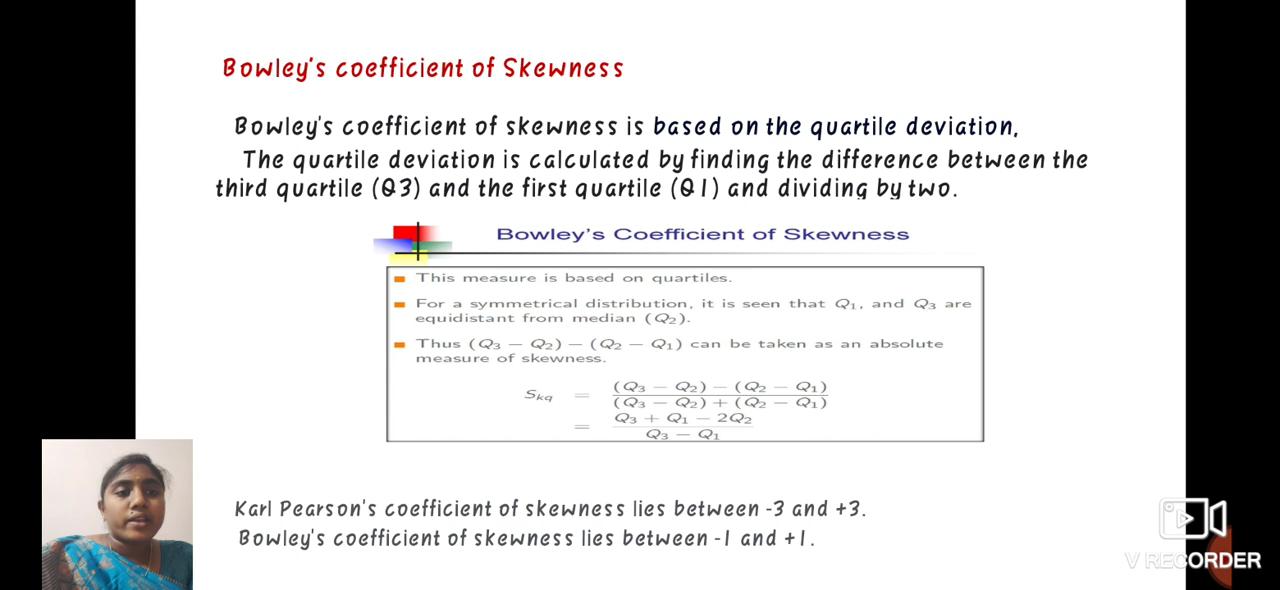 Bowley's coefficient of Skewness
Bowley's coefficient of skewness is based on the quartile deviation,
The quartile deviation is calculated by finding the difference between the
third quartile (Q3) and the first quartile (Q1) and dividing by two.
Bowley's Coefficient of Skewness
This measure is based on quartiles.
For a symmetrical distribution, it is seen that Q₁, and Q₃ are
equidistant from median (Q₂).
Thus (Q₃ − Q₂) − (Q₂ − Q₁) can be taken as an absolute
measure of skewness.
Skq = (Q₃ − Q₂) − (Q₂ − Q₁) / (Q₃ − Q₂) + (Q₂ − Q₁)
= Q₃ + Q₁ − 2Q₂ / Q₃ − Q₁
Karl Pearson's coefficient of skewness lies between -3 and +3.
Bowley's coefficient of skewness lies between -1 and +1.
V RECORDER